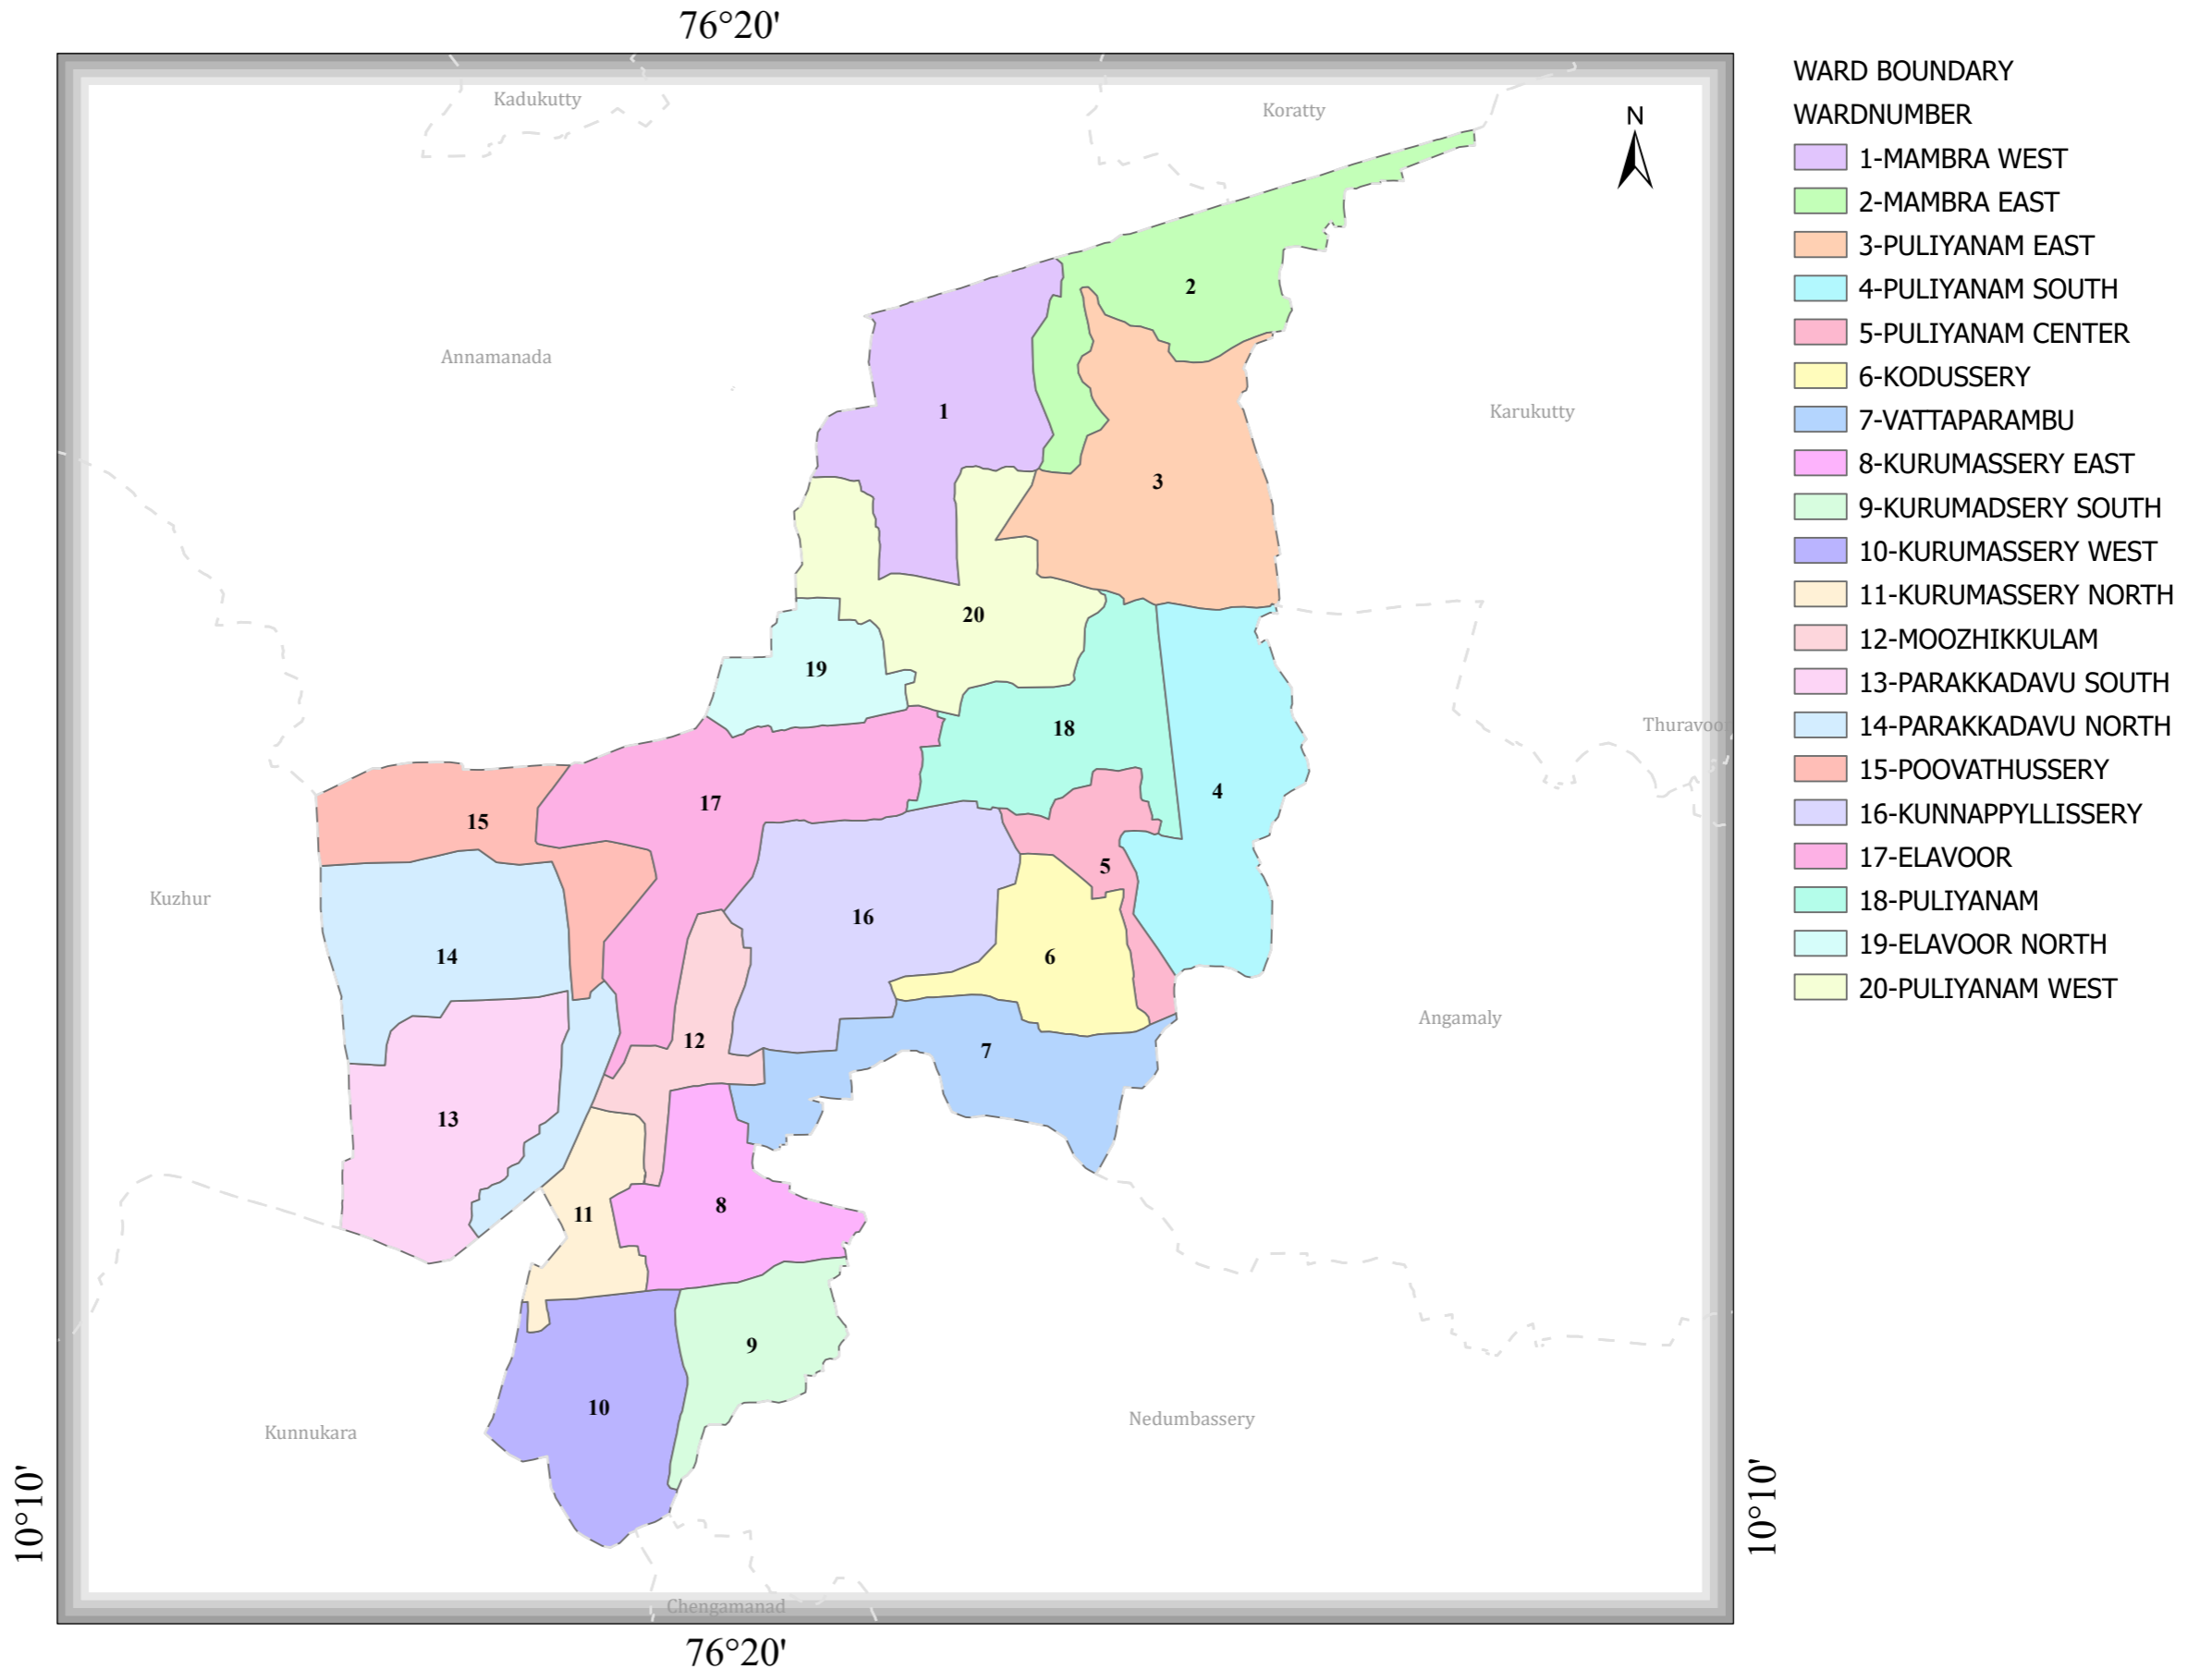 76°20'
Kadukutty
Koratty
N
2
Annamanada
1
Karukutty
3
20
19
18
Thuravoo
17
4
15
5
Kuzhur
16
14
6
Angamaly
12
7
13
8
11
9
10
Nedumbassery
Kunnukara
10°10'
10°10'
Chengamanad
76°20'
WARD BOUNDARY
WARDNUMBER
1-MAMBRA WEST
2-MAMBRA EAST
3-PULIYANAM EAST
4-PULIYANAM SOUTH
5-PULIYANAM CENTER
6-KODUSSERY
7-VATTAPARAMBU
8-KURUMASSERY EAST
9-KURUMADSERY SOUTH
10-KURUMASSERY WEST
11-KURUMASSERY NORTH
12-MOOZHIKKULAM
13-PARAKKADAVU SOUTH
14-PARAKKADAVU NORTH
15-POOVATHUSSERY
16-KUNNAPPYLLISSERY
17-ELAVOOR
18-PULIYANAM
19-ELAVOOR NORTH
20-PULIYANAM WEST